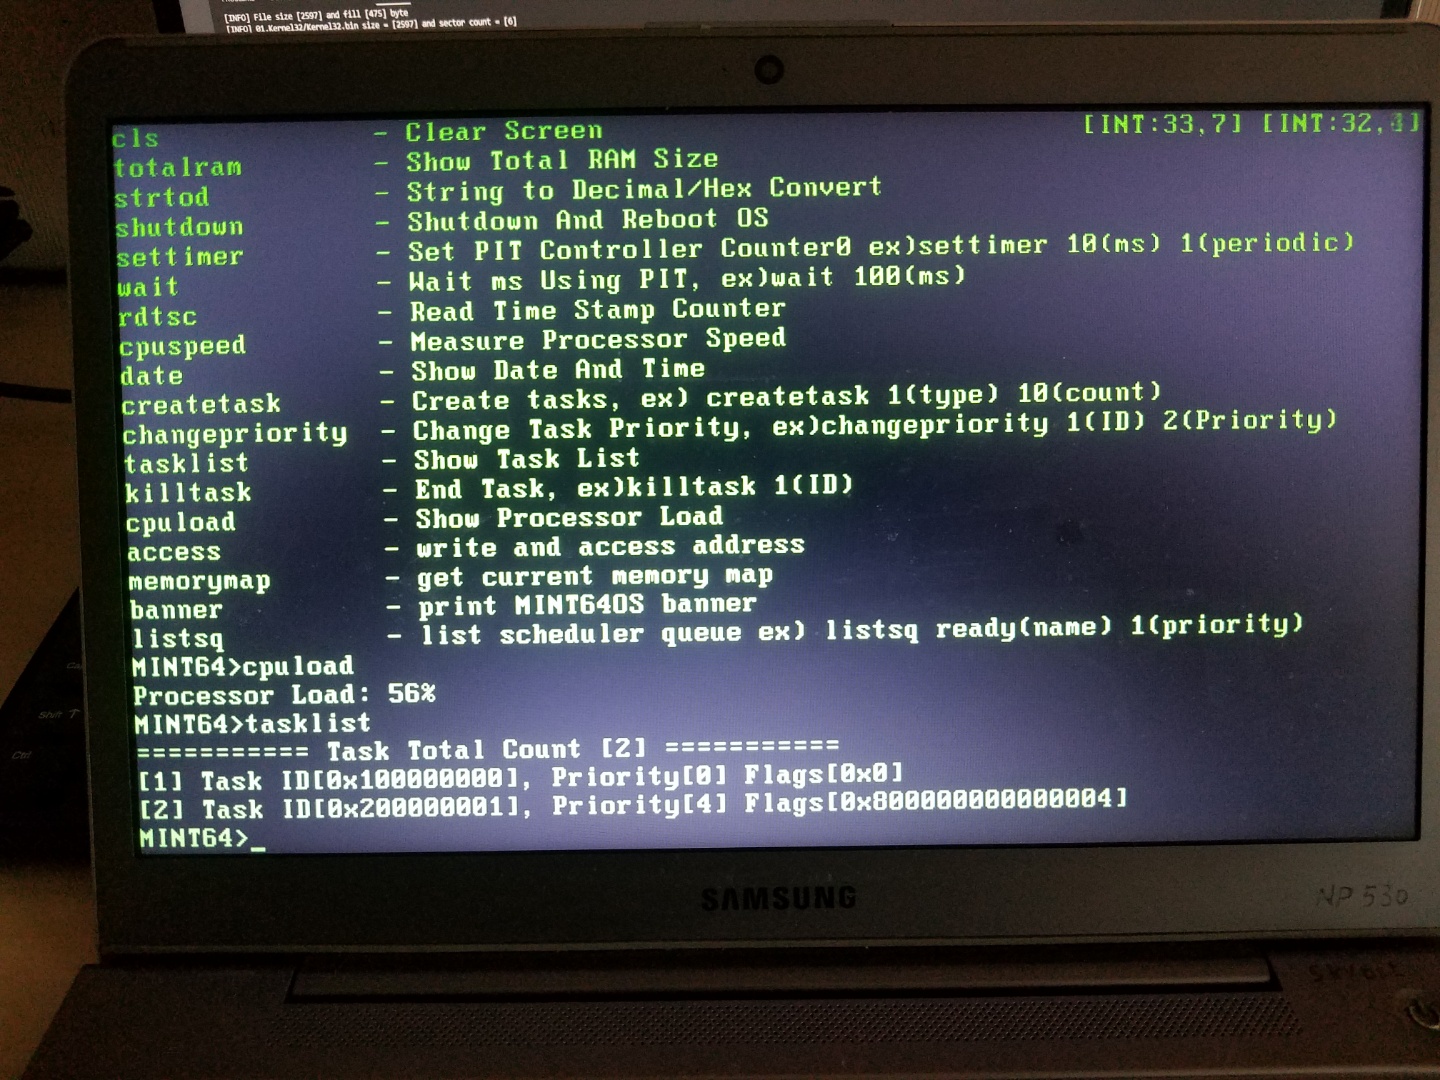 [INFO] File size [2597] and fill [475] byte
[INFO] 01.Kernel32/Kernel32.bin size = [2597] and sector count = [6]
cls - Clear Screen [INT:33,7] [INT:32,
totalram - Show Total RAM Size
strtod - String to Decimal/Hex Convert
shutdown - Shutdown And Reboot OS
settimer - Set PIT Controller Counter0 ex)settimer 10(ms) 1(periodic)
wait - Wait ms Using PIT, ex)wait 100(ms)
rdtsc - Read Time Stamp Counter
cpuspeed - Measure Processor Speed
date - Show Date And Time
createtask - Create tasks, ex) createtask 1(type) 10(count)
changepriority - Change Task Priority, ex)changepriority 1(ID) 2(Priority)
tasklist - Show Task List
killtask - End Task, ex)killtask 1(ID)
cpuload - Show Processor Load
access - write and access address
memorymap - get current memory map
banner - print MINT64OS banner
listsq - list scheduler queue ex) listsq ready(name) 1(priority)
MINT64>cpuload
Processor Load: 56%
MINT64>tasklist
=========== Task Total Count [2] ===========
[1] Task ID[0x100000000], Priority[0] Flags[0x0]
[2] Task ID[0x200000001], Priority[4] Flags[0x800000000000004]
MINT64>_
Shift
Ctrl
SAMSUNG
NP 530